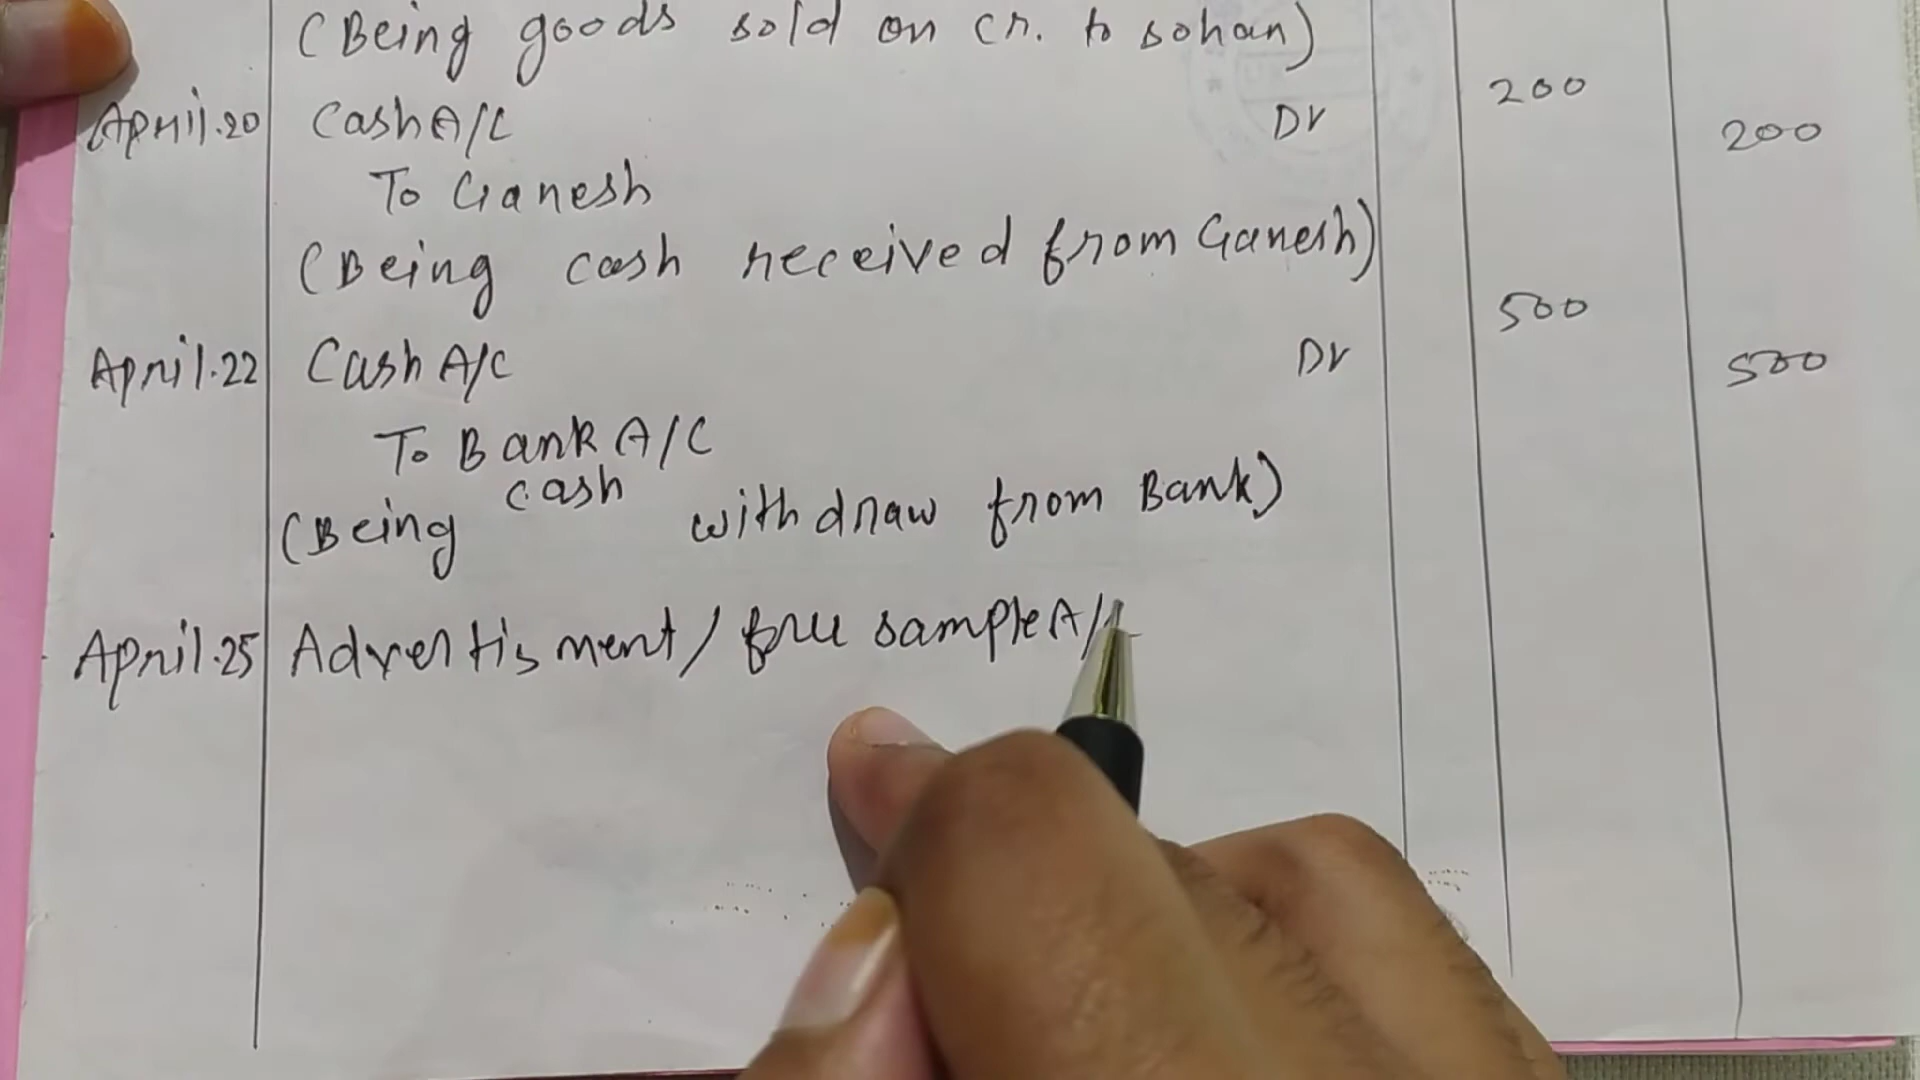 (Being goods sold on Cr. to sohan)
April.20 Cash A/C Dr 200
200
To Ganesh
(Being cash received from Ganesh)
April.22 Cash A/C Dr 500
500
To Bank A/C
(Being cash withdraw from Bank)
April.25 Advertisment/free sample A/